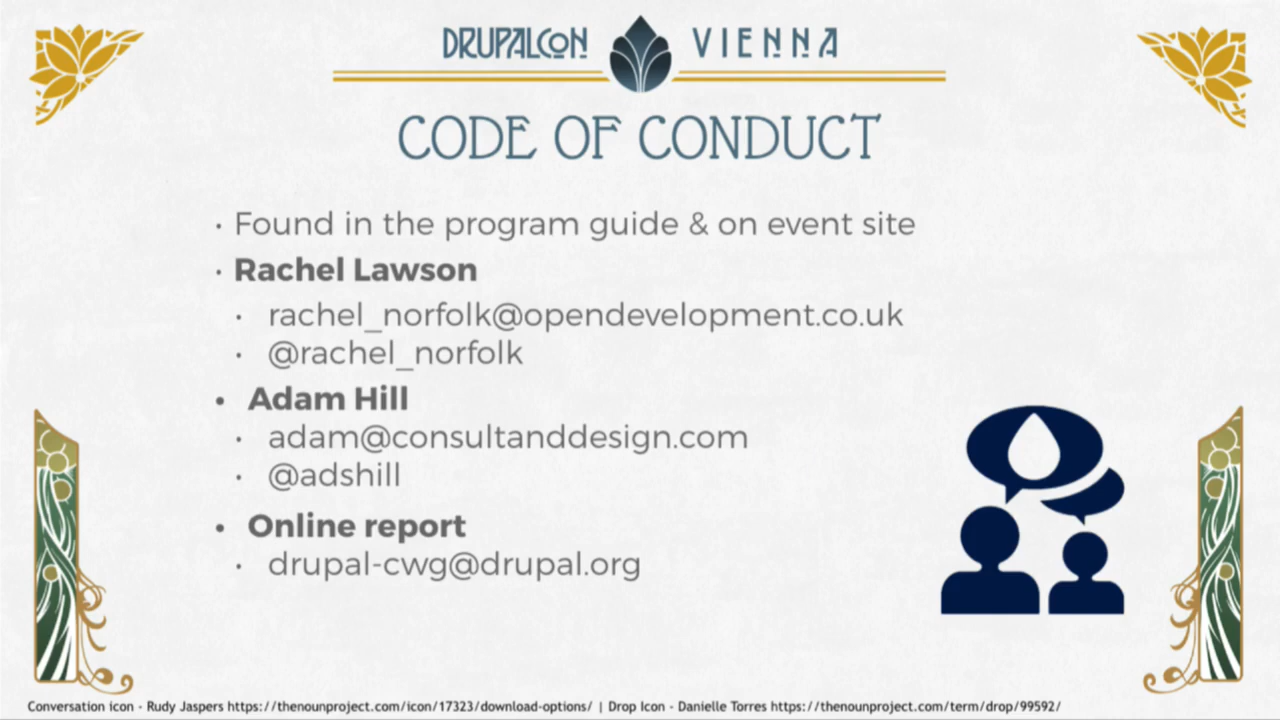 DRUPALCON VIENNA
CODE OF CONDUCT
· Found in the program guide & on event site
· Rachel Lawson
· rachel_norfolk@opendevelopment.co.uk
· @rachel_norfolk
• Adam Hill
· adam@consultanddesign.com
· @adshill
• Online report
· drupal-cwg@drupal.org
Conversation icon - Rudy Jaspers https://thenounproject.com/icon/17323/download-options/ | Drop Icon - Danielle Torres https://thenounproject.com/term/drop/99592/